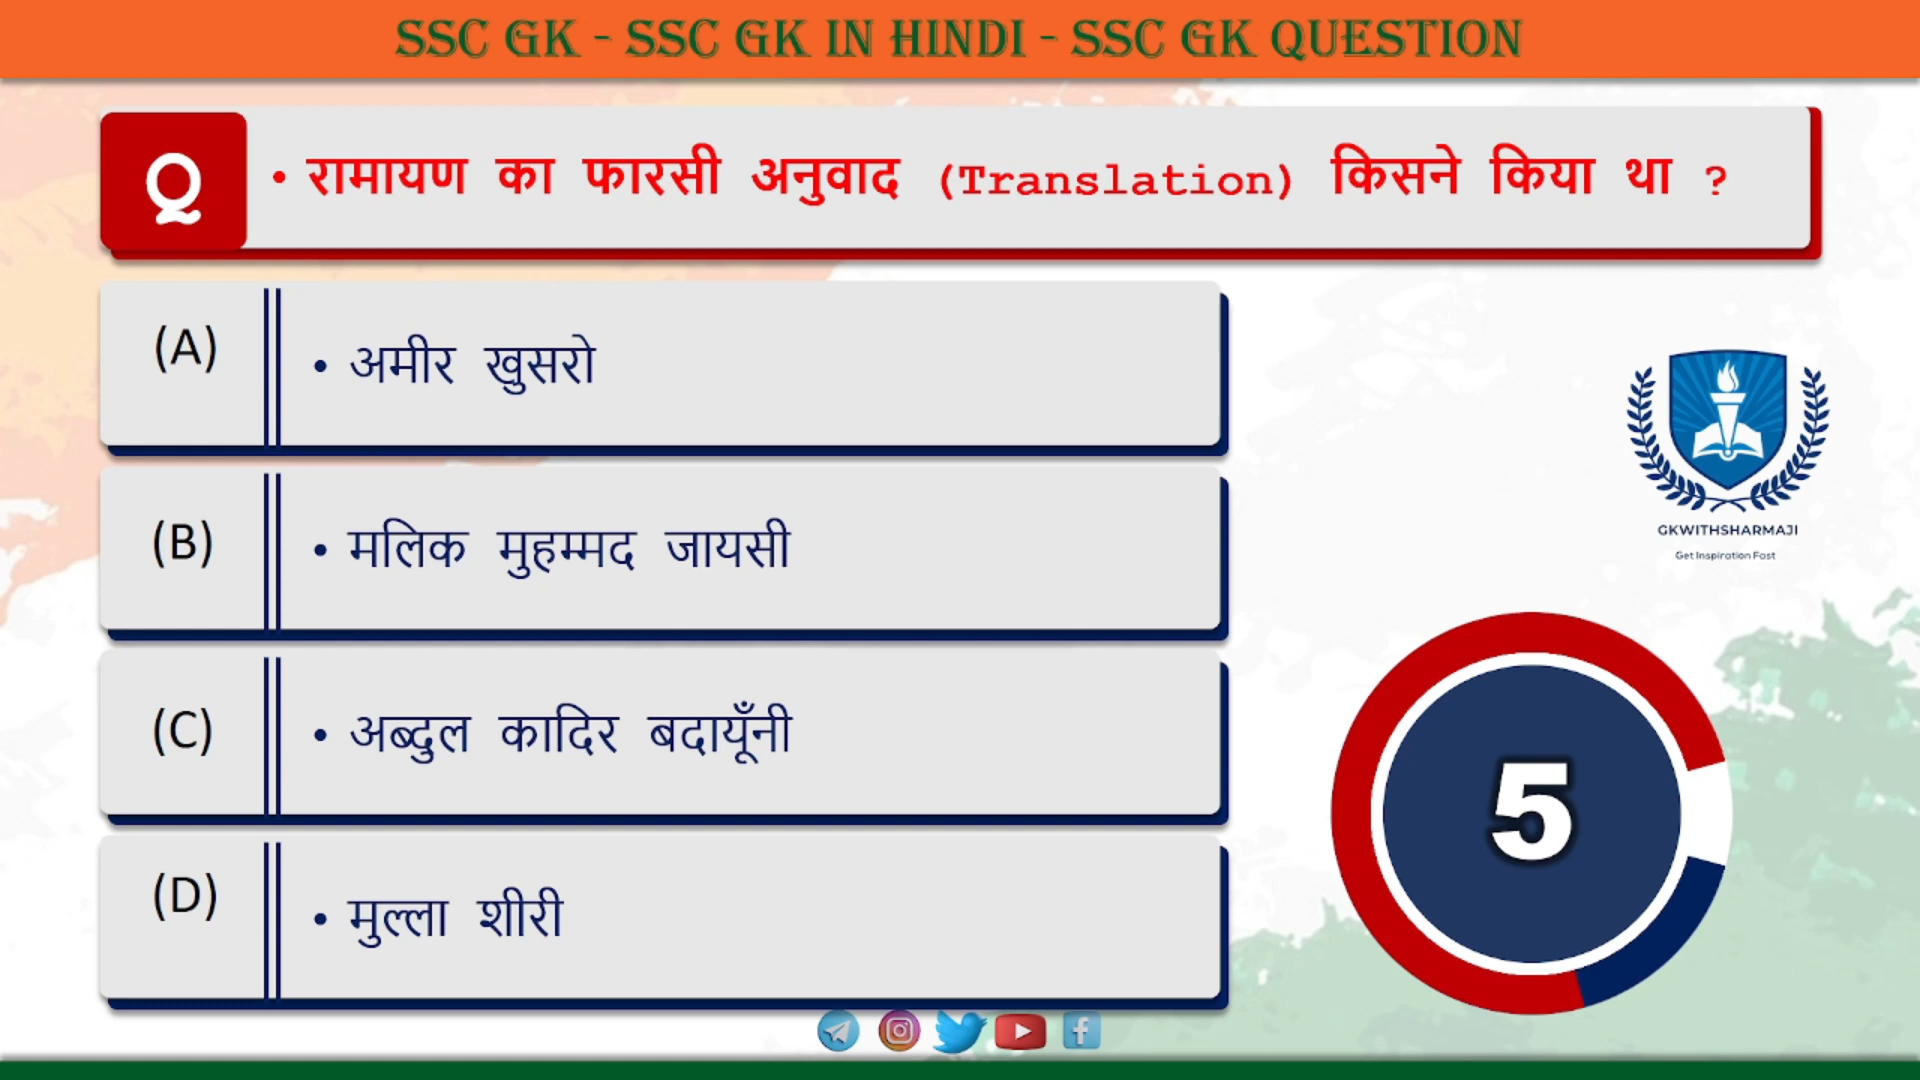 SSC GK - SSC GK IN HINDI - SSC GK QUESTION
Q
• रामायण का फारसी अनुवाद (Translation) किसने किया था ?
(A)
• अमीर खुसरो
(B)
• मलिक मुहम्मद जायसी
(C)
• अब्दुल कादिर बदायूँनी
(D)
• मुल्ला शीरी
GKWITHSHARMAJI
Get Inspiration Fast
5